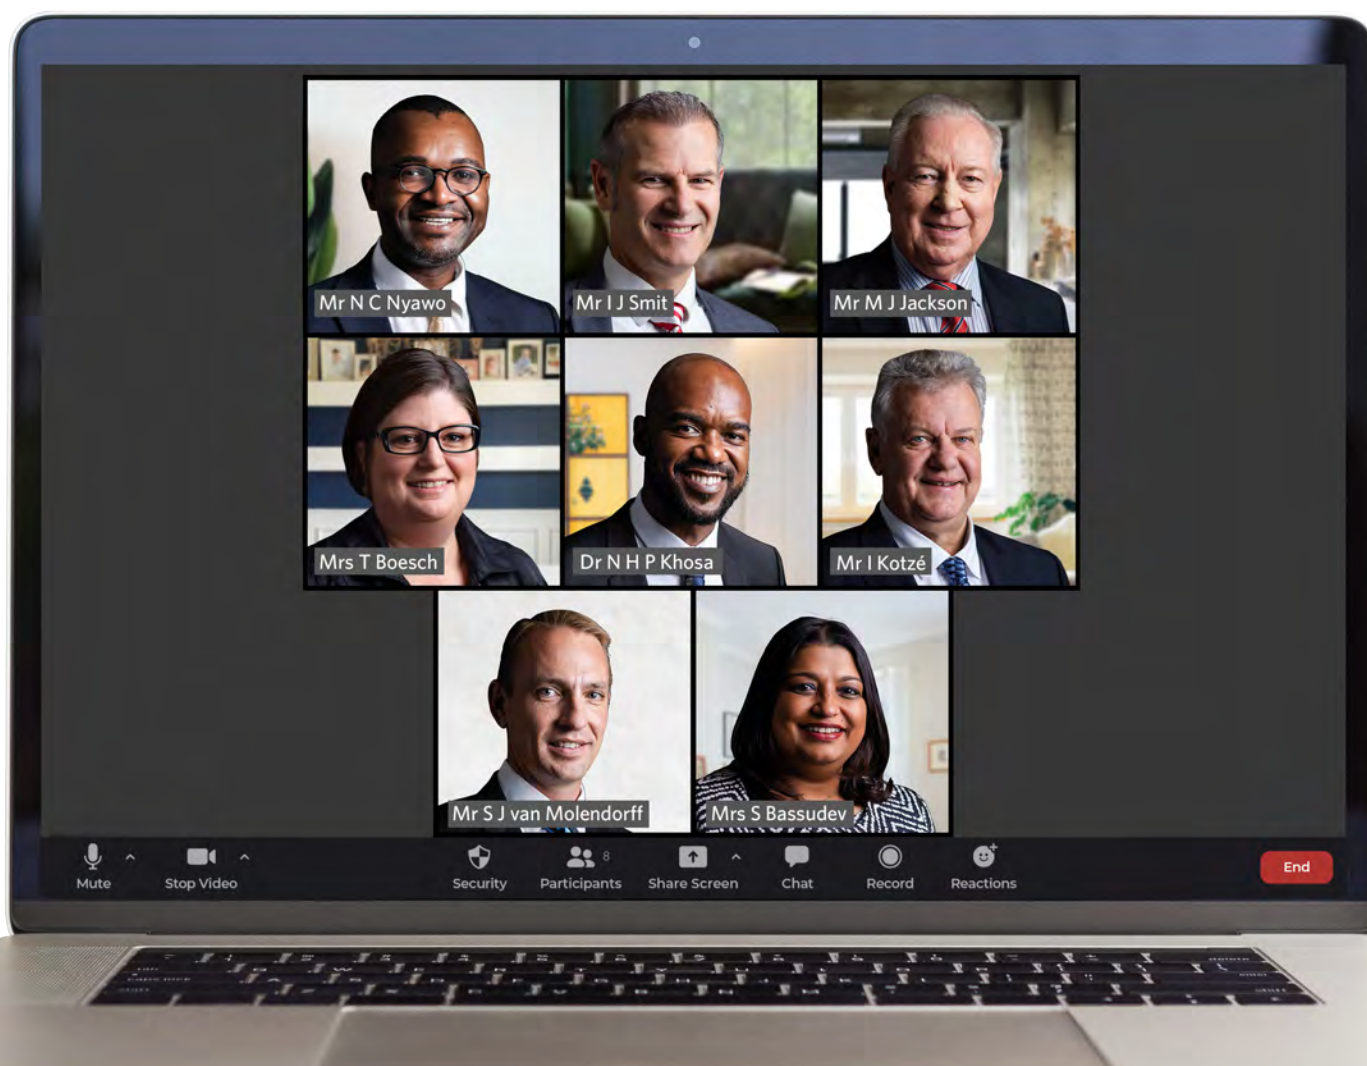 Mr N C Nyawo
Mr I J Smit
Mr M J Jackson
Mrs T Boesch
Dr N H P Khosa
Mr I Kotzé
Mr S J van Molendorff
Mrs S Bassudev
Mute
Stop Video
Security
Participants 8
Share Screen
Chat
Record
Reactions
End